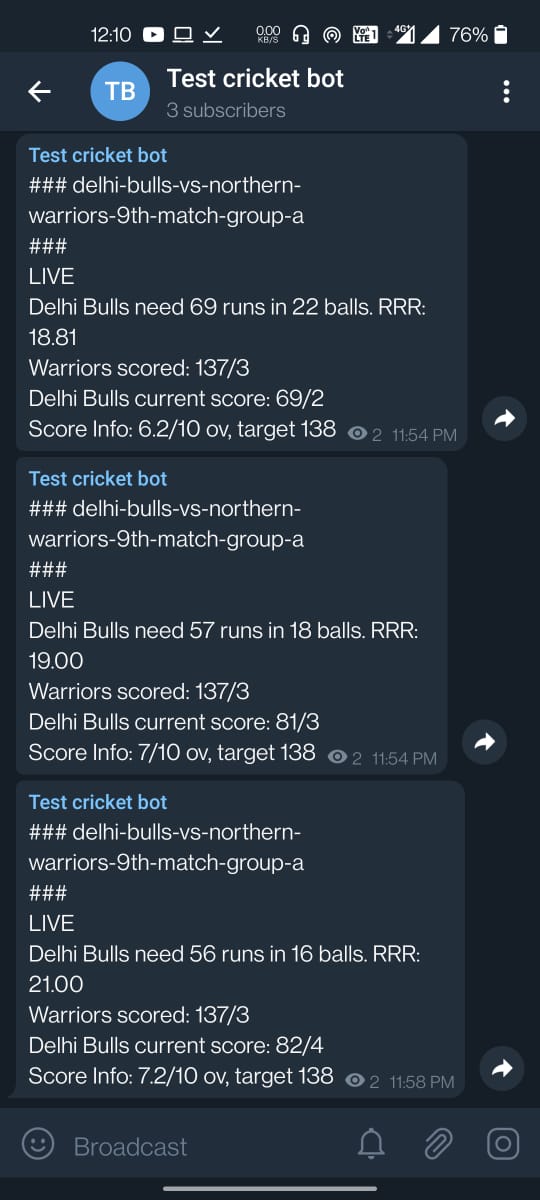 12:10 0.00 KB/S VoI LTE 1 4G+ 76%
TB Test cricket bot
3 subscribers
Test cricket bot
### delhi-bulls-vs-northern-
warriors-9th-match-group-a
###
LIVE
Delhi Bulls need 69 runs in 22 balls. RRR:
18.81
Warriors scored: 137/3
Delhi Bulls current score: 69/2
Score Info: 6.2/10 ov, target 138 2 11:54 PM
Test cricket bot
### delhi-bulls-vs-northern-
warriors-9th-match-group-a
###
LIVE
Delhi Bulls need 57 runs in 18 balls. RRR:
19.00
Warriors scored: 137/3
Delhi Bulls current score: 81/3
Score Info: 7/10 ov, target 138 2 11:54 PM
Test cricket bot
### delhi-bulls-vs-northern-
warriors-9th-match-group-a
###
LIVE
Delhi Bulls need 56 runs in 16 balls. RRR:
21.00
Warriors scored: 137/3
Delhi Bulls current score: 82/4
Score Info: 7.2/10 ov, target 138 2 11:58 PM
Broadcast